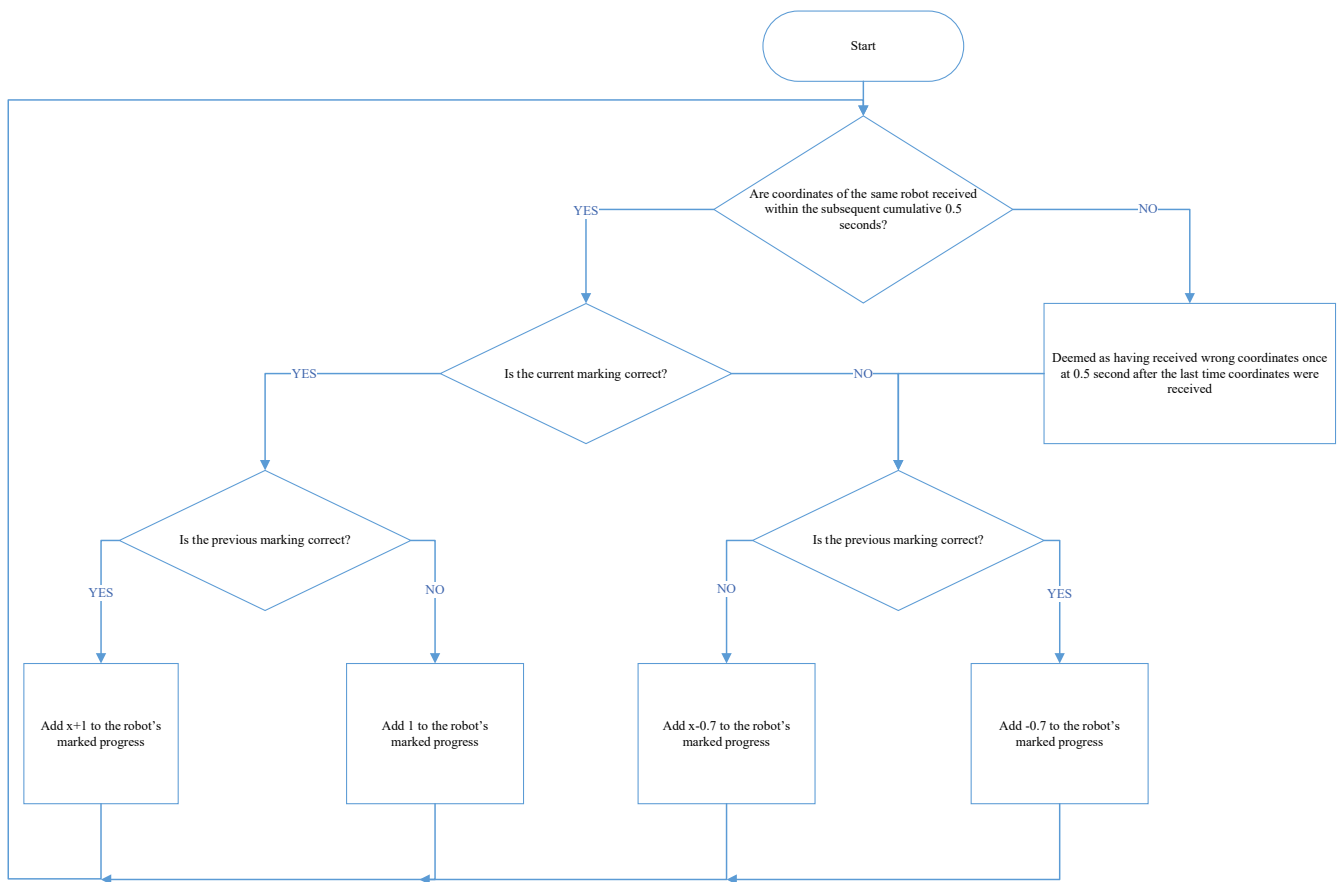 Start
Are coordinates of the same robot received
within the subsequent cumulative 0.5
seconds?
YES
NO
Is the current marking correct?
Deemed as having received wrong coordinates once
at 0.5 second after the last time coordinates were
received
YES
NO
Is the previous marking correct?
Is the previous marking correct?
YES
NO
NO
YES
Add x+1 to the robot’s
marked progress
Add 1 to the robot’s
marked progress
Add x-0.7 to the robot’s
marked progress
Add -0.7 to the robot’s
marked progress